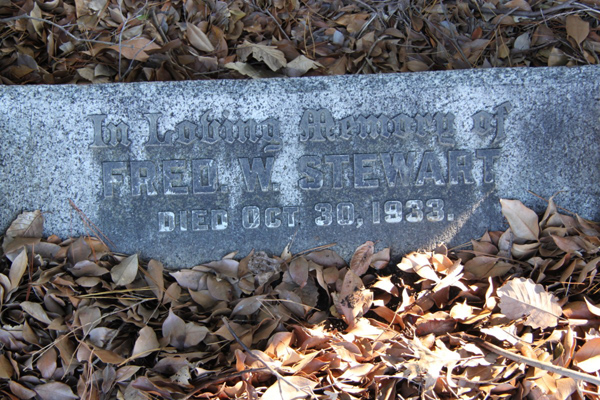 In Loving Memory of
FRED W. STEWART
DIED OCT. 30, 1933.